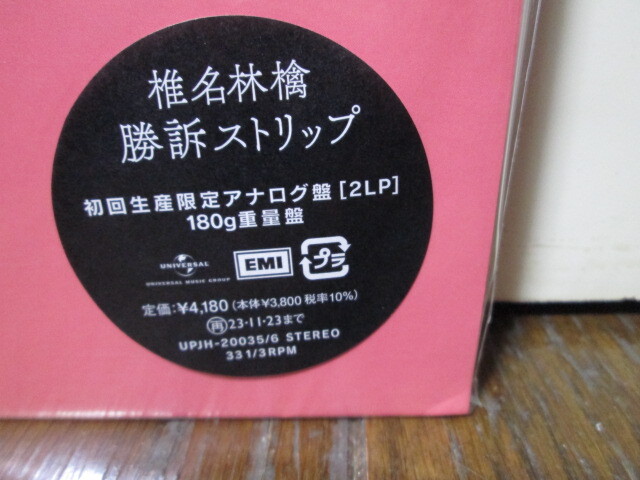 椎名林檎
勝訴ストリップ
初回生産限定アナログ盤［2LP］
180g重量盤
UNIVERSAL
UNIVERSAL MUSIC GROUP
EMI
プラ
定価:¥4,180（本体¥3,800 税率10%）
再23・11・23まで
UPJH-20035/6 STEREO
33 1/3RPM